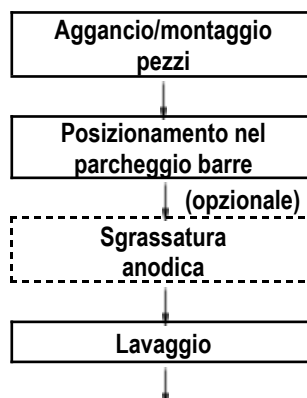 Aggancio/montaggio
pezzi
Posizionamento nel
parcheggio barre
(opzionale)
Sgrassatura
anodica
Lavaggio